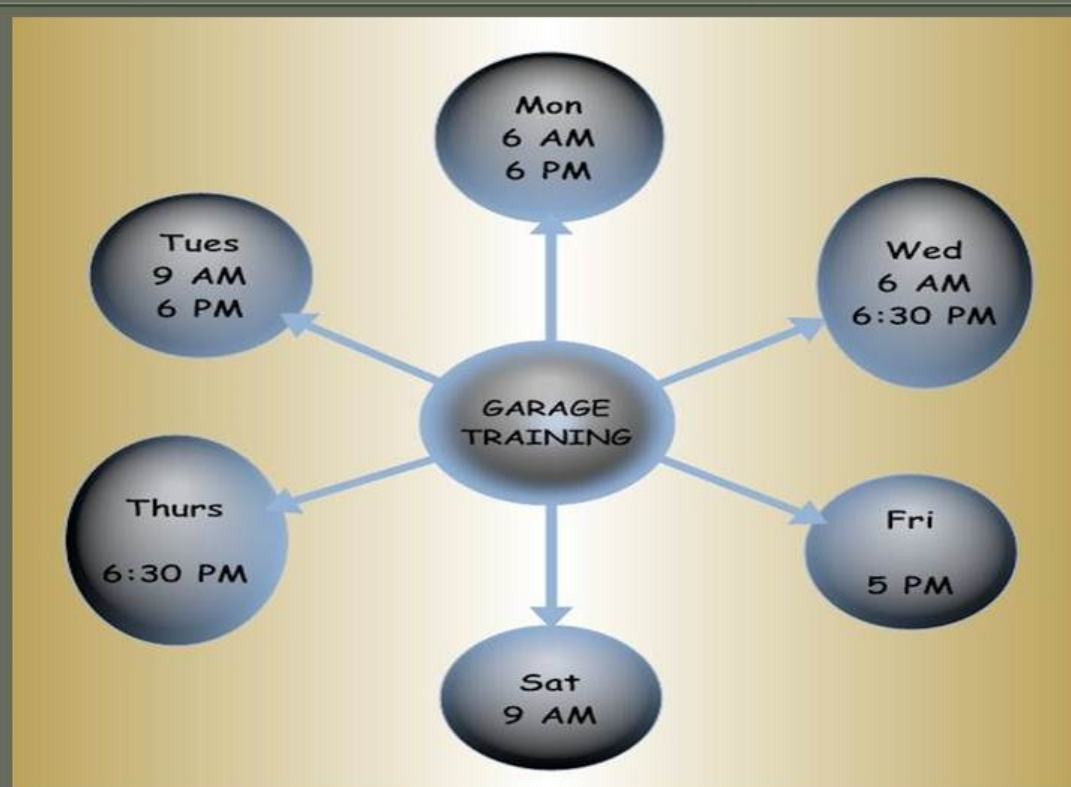 Mon
6 AM
6 PM
Tues
9 AM
6 PM
Wed
6 AM
6:30 PM
GARAGE
TRAINING
Thurs
6:30 PM
Fri
5 PM
Sat
9 AM